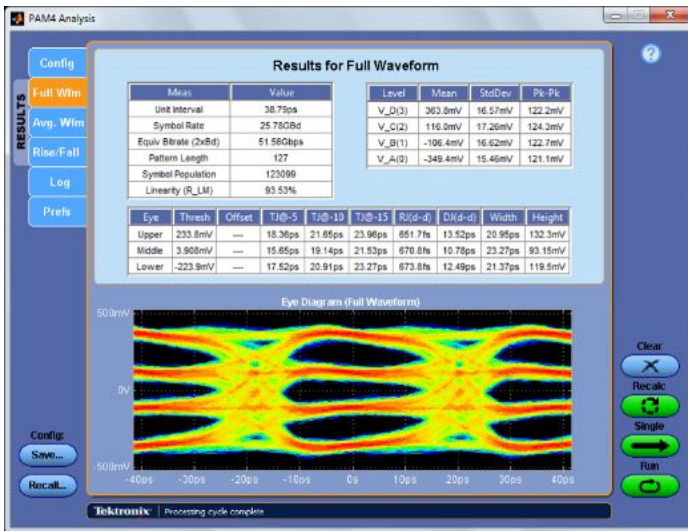 PAM4 Analysis
RESULTS
Config
Full Wfm
Avg. Wfm
Rise/Fall
Log
Prefs
?
Results for Full Waveform
Meas Value
Unit Interval 38.79ps
Symbol Rate 25.78GBd
Equiv Bitrate (2xBd) 51.56Gbps
Pattern Length 127
Symbol Population 123099
Linearity (R_LM) 93.53%
Level Mean StdDev Pk-Pk
V_D(3) 363.8mV 16.57mV 122.2mV
V_C(2) 116.0mV 17.26mV 124.3mV
V_B(1) -106.4mV 16.62mV 122.7mV
V_A(0) -349.4mV 15.46mV 121.1mV
Eye Thresh Offset TJ@-5 TJ@-10 TJ@-15 RJ(d-d) DJ(d-d) Width Height
Upper 233.8mV --- 18.36ps 21.65ps 23.96ps 651.7fs 13.52ps 20.95ps 132.3mV
Middle 3.908mV --- 15.65ps 19.14ps 21.53ps 670.8fs 10.78ps 23.27ps 93.15mV
Lower -223.9mV --- 17.52ps 20.91ps 23.27ps 673.8fs 12.49ps 21.37ps 119.5mV
Eye Diagram (Full Waveform)
500mV
0V
-500mV
-40ps -30ps -20ps -10ps 0s 10ps 20ps 30ps 40ps
Clear
Recalc
Single
Run
Config:
Save...
Recall...
Tektronix Processing cycle complete